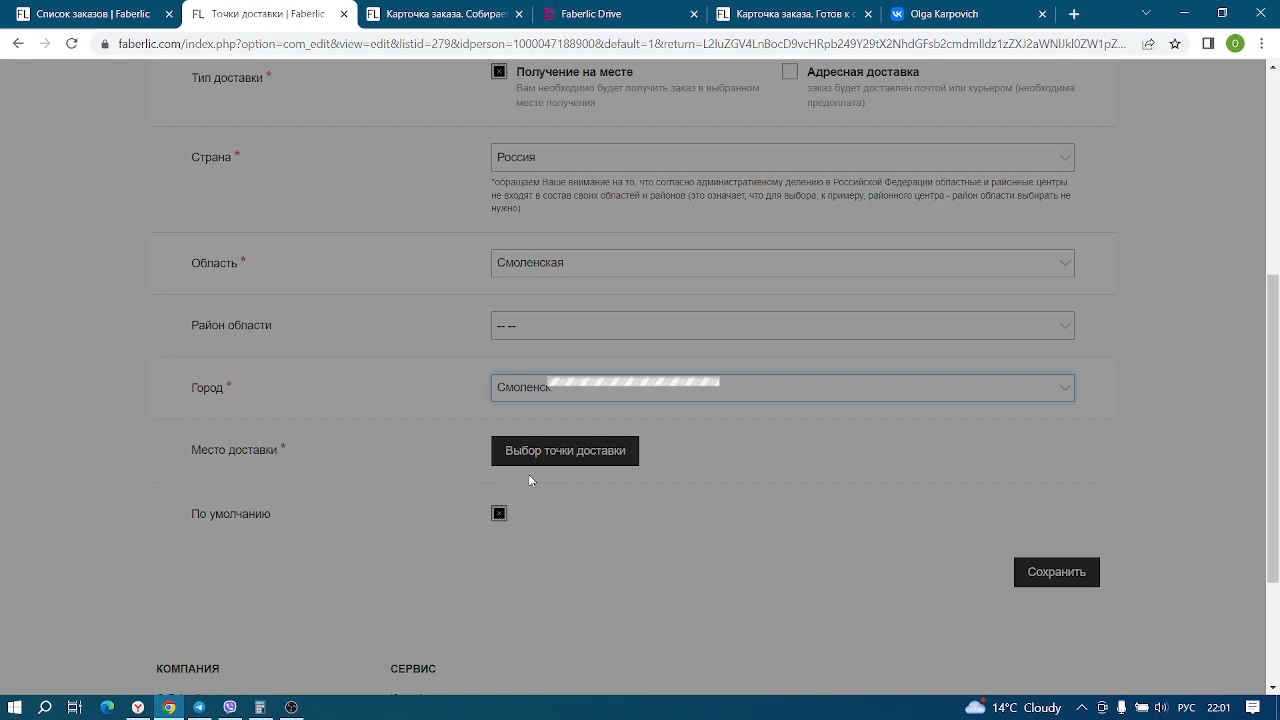 Списки заказов | Faberlic
Точки доставки | Faberlic
Карточка заказа. Собирает
Faberlic Drive
Карточка заказа. Готов к с
Olga Karpovich
faberlic.com/index.php?option=com_edit&view=edit&listid=279&idperson=1000047188900&default=1&return=
O
Тип доставки *
Получение на месте
Вам необходимо будет получить заказ в выбранном
месте получения
Адресная доставка
заказ будет доставлен почтой или курьером (необходима
предоплата)
Страна *
Россия
*обращаем Ваше внимание на то, что согласно административному делению в Российской Федерации областные и районные центры
не входят в состав своих областей и районов (это означает, что для выбора, к примеру, районного центра - район области выбирать не
нужно)
Область *
Смоленская
Район области
-- --
Город *
Смоленск
Место доставки *
Выбор точки доставки
По умолчанию
Сохранить
КОМПАНИЯ
СЕРВИС
14°C Cloudy
РУС
22:01